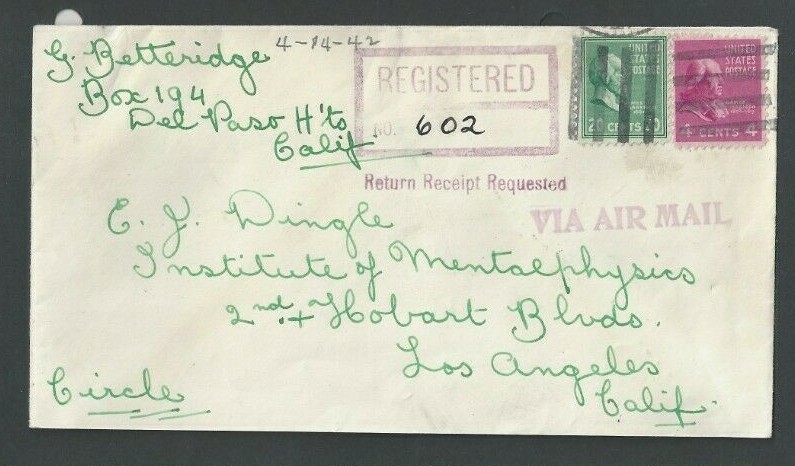 G. Betteridge
4-14-42
Box 194
Del Paso H'ts
Calif
REGISTERED
NO. 602
Return Receipt Requested
VIA AIR MAIL
UNITED
STATES
POSTAGE
20 CENTS 20
UNITED
STATES
POSTAGE
4 CENTS 4
E. J. Dingle
Institute of Mentalphysics
2nd. + Hobart Blvds.
Los Angeles
Calif.
Circle